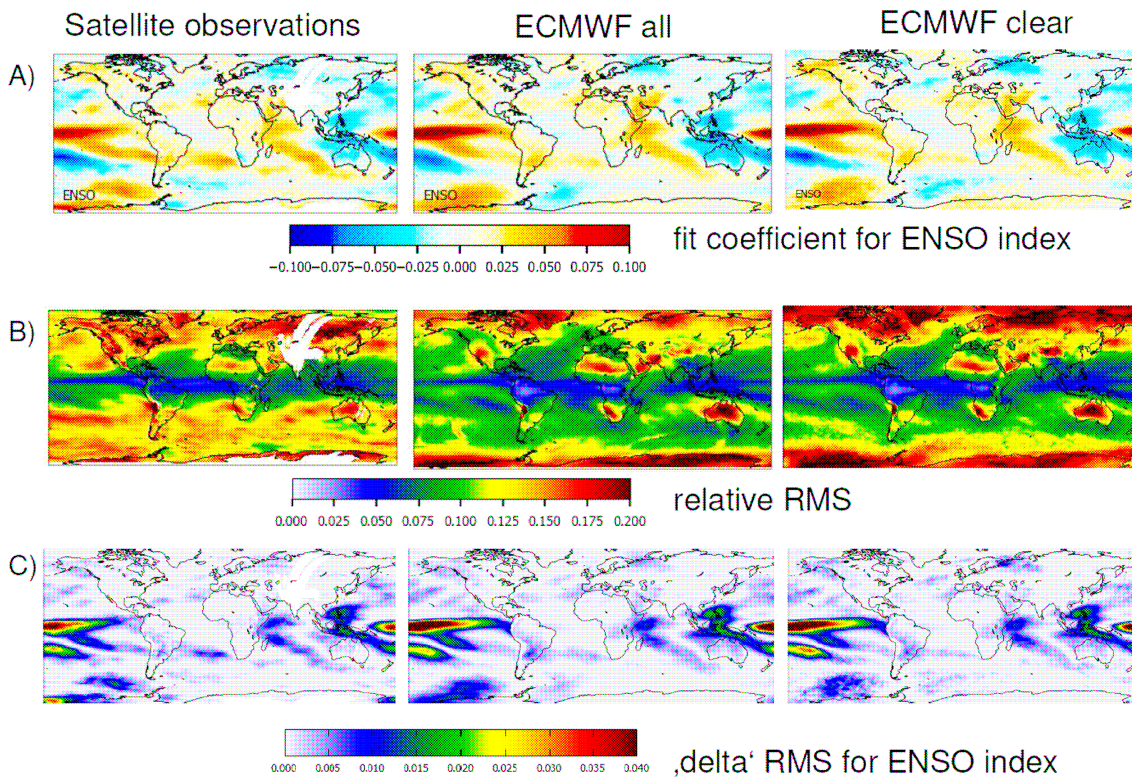 Satellite observations ECMWF all ECMWF clear
A)
ENSO ENSO ENSO
−0.100−0.075−0.050−0.025 0.000 0.025 0.050 0.075 0.100
fit coefficient for ENSO index
B)
0.000 0.025 0.050 0.075 0.100 0.125 0.150 0.175 0.200
relative RMS
C)
0.000 0.005 0.010 0.015 0.020 0.025 0.030 0.035 0.040
‚delta‘ RMS for ENSO index